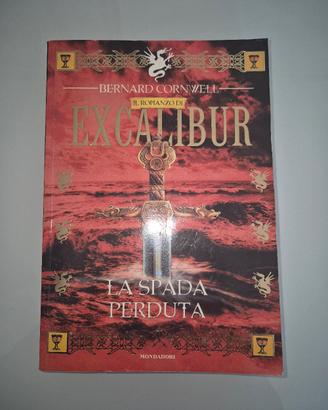 BERNARD CORNWELL
IL ROMANZO DI
EXCALIBUR
LA SPADA
PERDUTA
MONDADORI